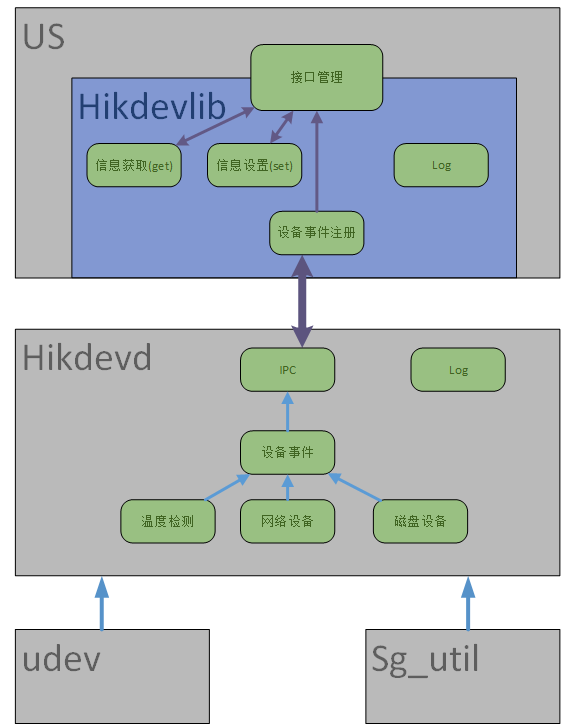 US
接口管理
Hikdevlib
信息获取(get)
信息设置(set)
Log
设备事件注册
Hikdevd
IPC
Log
设备事件
温度检测
网络设备
磁盘设备
udev
Sg_util